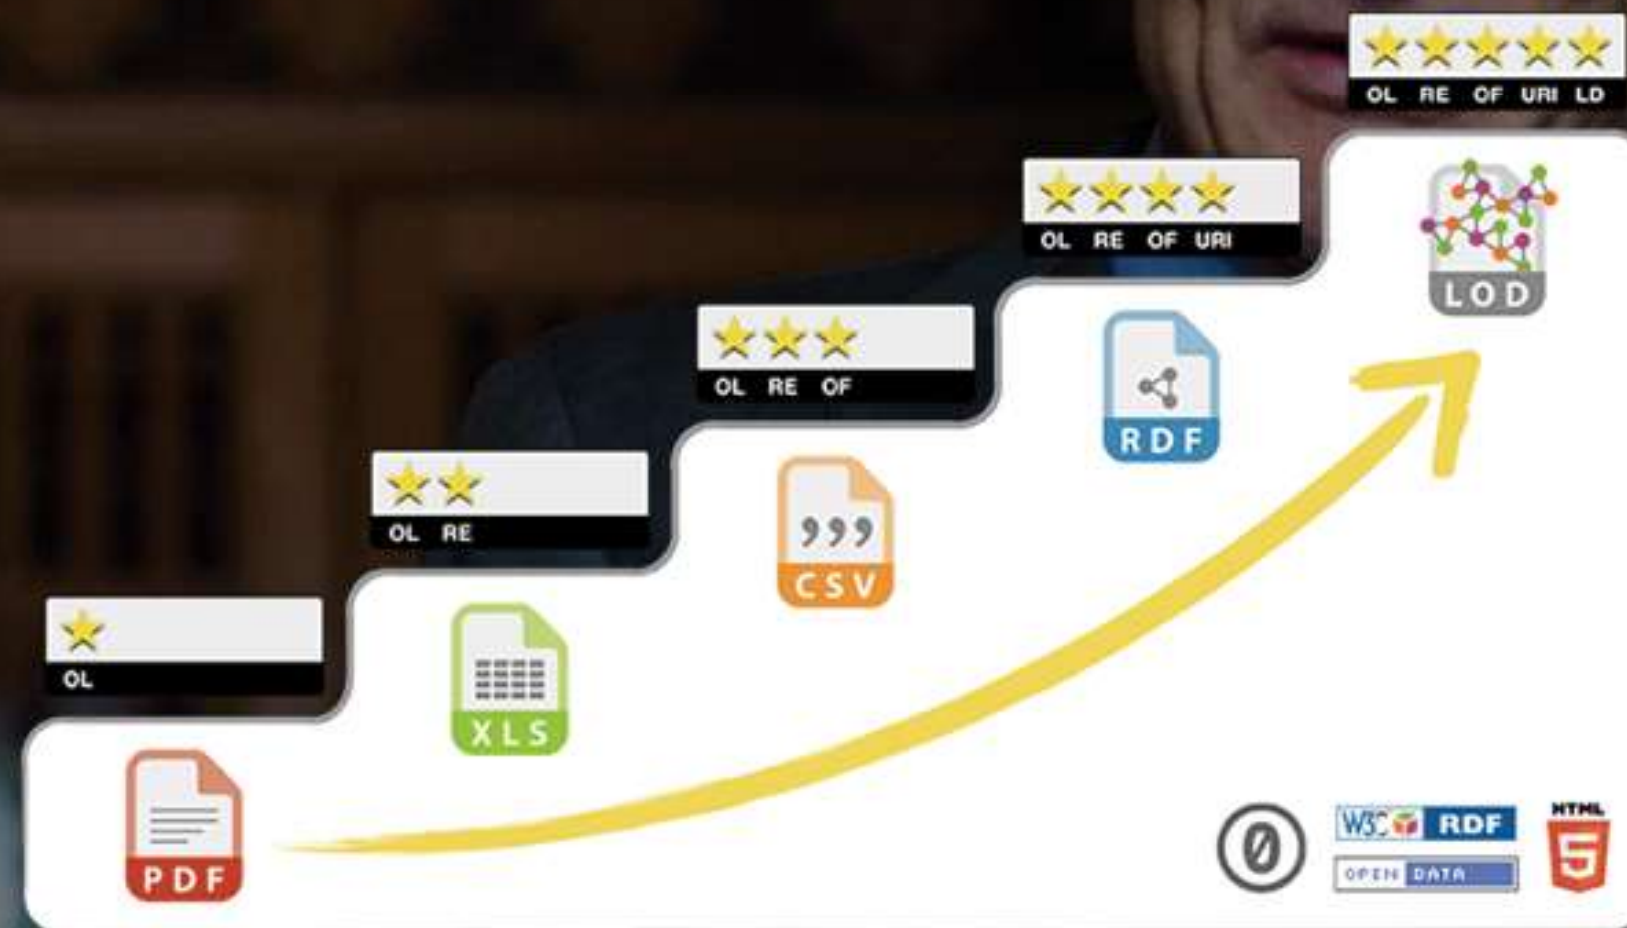 OL RE OF URI LD
LOD
OL RE OF URI
RDF
OL RE OF
CSV
OL RE
XLS
OL
PDF
0
W3C RDF
OPEN DATA
HTML
5